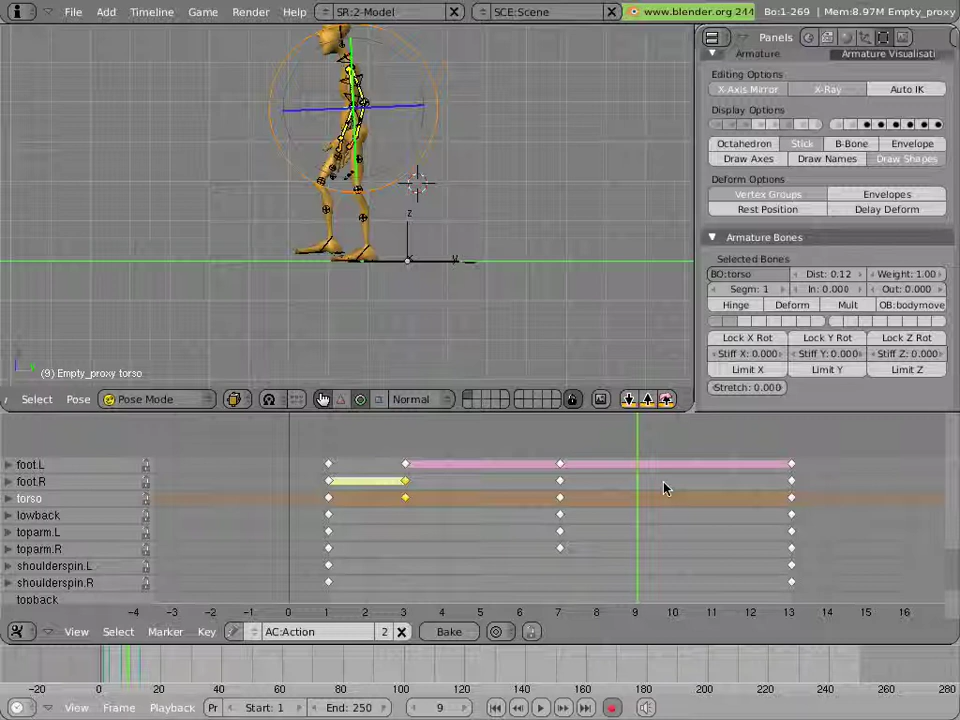 File Add Timeline Game Render Help SR:2-Model SCE:Scene www.blender.org 244 Bo:1-269 | Mem:8.97M Empty_proxy
Panels
Armature Armature Visualisati
Editing Options
X-Axis Mirror X-Ray Auto IK
Display Options
Octahedron Stick B-Bone Envelope
Draw Axes Draw Names Draw Shapes
Deform Options
Vertex Groups Envelopes
Rest Position Delay Deform
Armature Bones
Selected Bones
BO:torso Dist: 0.12 Weight: 1.00
Segm: 1 In: 0.000 Out: 0.000
Hinge Deform Mult OB:bodymove
Lock X Rot Lock Y Rot Lock Z Rot
Stiff X: 0.000 Stiff Y: 0.000 Stiff Z: 0.000
Limit X Limit Y Limit Z
Stretch: 0.000
z
y
(9) Empty_proxy torso
Select Pose Pose Mode Normal
foot.L
foot.R
torso
lowback
toparm.L
toparm.R
shoulderspin.L
shoulderspin.R
topback
-4 -3 -2 -1 0 1 2 3 4 5 6 7 8 9 10 11 12 13 14 15 16
View Select Marker Key AC:Action 2 Bake
-20 0 20 40 60 80 100 120 140 160 180 200 220 240 260 280
View Frame Playback Pr Start: 1 End: 250 9